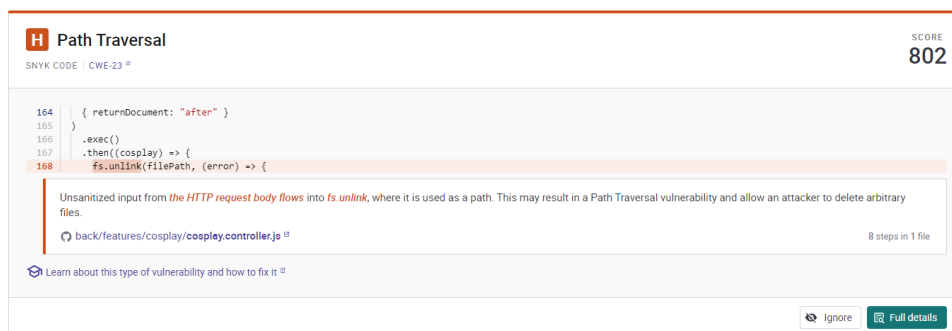 H Path Traversal
SCORE
802
SNYK CODE | CWE-23
164 { returnDocument: "after" }
165 )
166 .exec()
167 .then((cosplay) => {
168 fs.unlink(filePath, (error) => {
Unsanitized input from the HTTP request body flows into fs.unlink, where it is used as a path. This may result in a Path Traversal vulnerability and allow an attacker to delete arbitrary
files.
back/features/cosplay/cosplay.controller.js
8 steps in 1 file
Learn about this type of vulnerability and how to fix it
Ignore
Full details